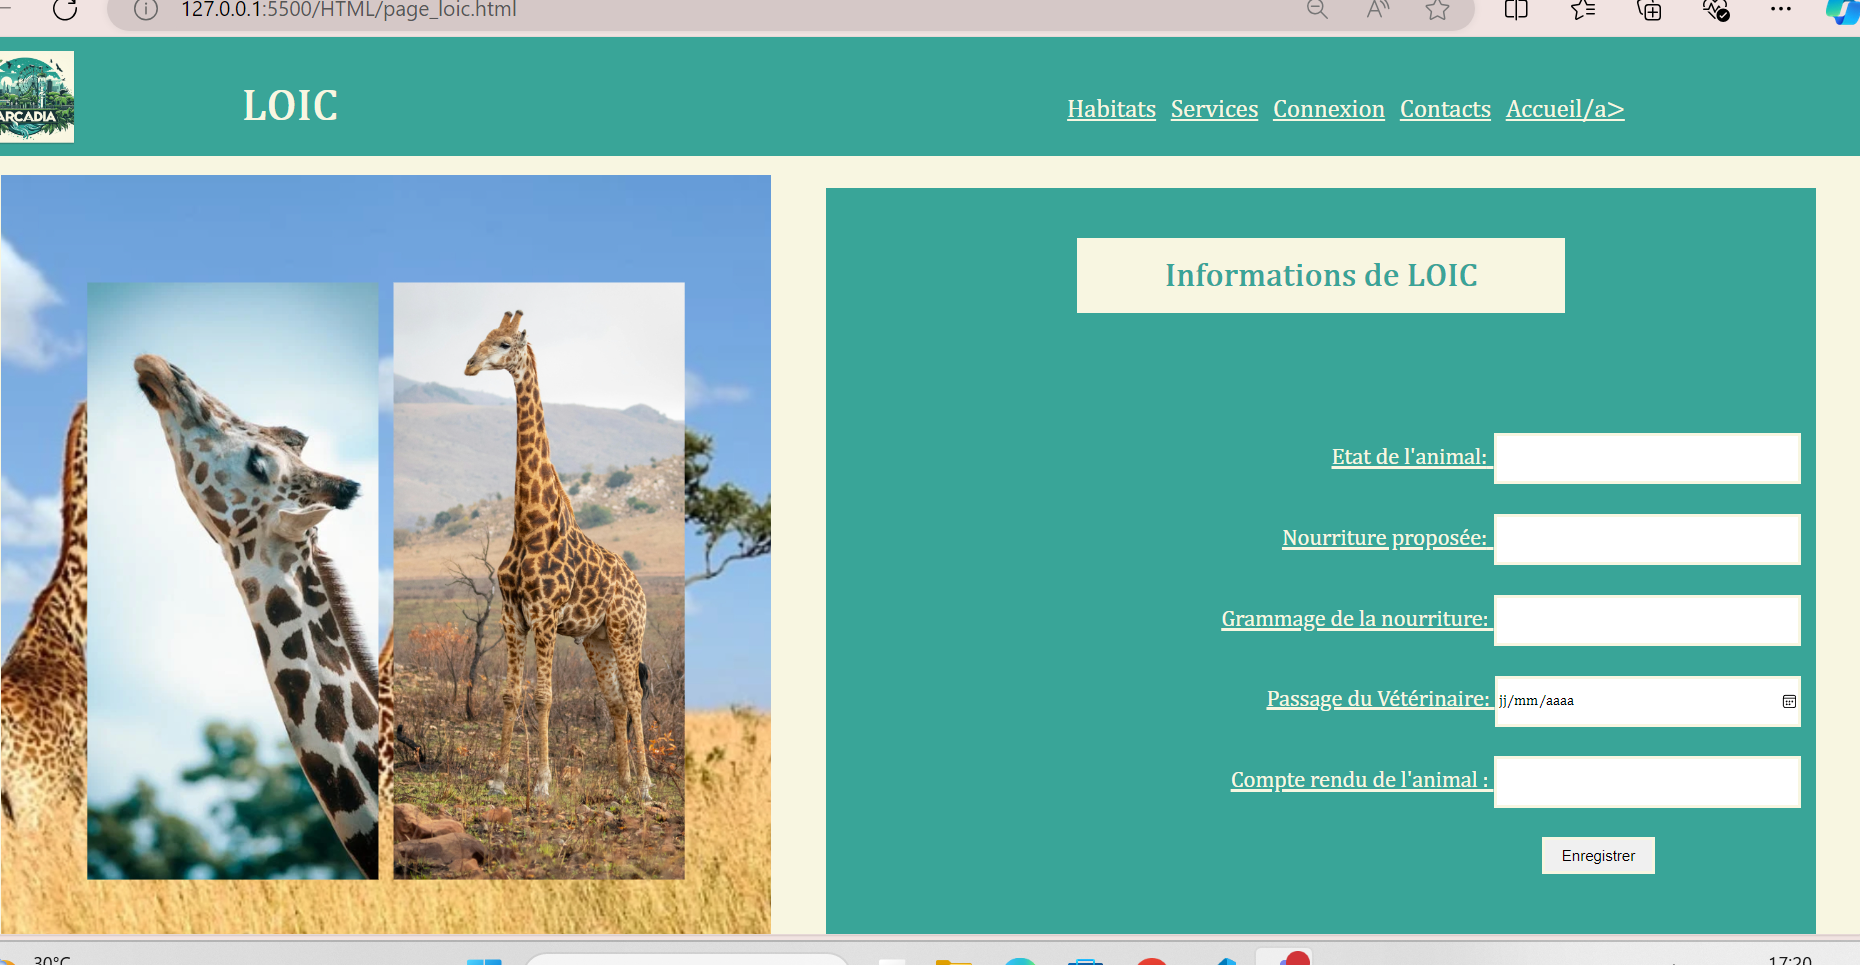 127.0.0.1:5500/HTML/page_loic.html
ARCADIA
LOIC
Habitats Services Connexion Contacts Accueil/a>
Informations de LOIC
Etat de l'animal:
Nourriture proposée:
Grammage de la nourriture:
Passage du Vétérinaire: jj/mm/aaaa
Compte rendu de l'animal :
Enregistrer
30°C
17:20